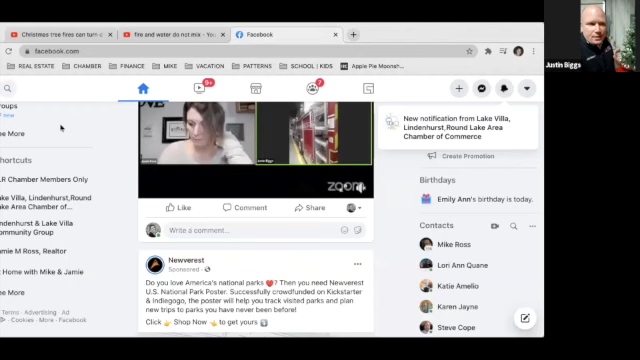 Christmas tree fires can turn
fire and water do not mix - You
Facebook
facebook.com
REAL ESTATE
CHAMBER
FINANCE
MIKE
VACATION
PATTERNS
SCHOOL | KIDS
Apple Pie Moonsh
9+
7
roups
new
ee More
hortcuts
LR Chamber Members Only
ke Villa, Lindenhurst,Round
Lake Area Chamber of...
ndenhurst & Lake Villa
ommunity Group
mie M Ross, Realtor
Home with Mike & Jamie
ee More
Terms · Advertising · Ad
Cookies · More · Facebook
zoom
Like
Comment
Share
Write a comment...
Newverest
Sponsored ·
Do you love America's national parks ❤️? Then you need Newverest
U.S. National Park Poster. Successfully crowdfunded on Kickstarter
& Indiegogo, the poster will help you track visited parks and plan
new trips to parks you have never been before!
Click 👉 Shop Now 👉 to get yours
New notification from Lake Villa,
Lindenhurst,Round Lake Area
Chamber of Commerce
Create Promotion
Birthdays
Emily Ann's birthday is today.
Contacts
Mike Ross
Lori Ann Quane
Katie Amelio
Karen Jayne
Steve Cope
Justin Biggs